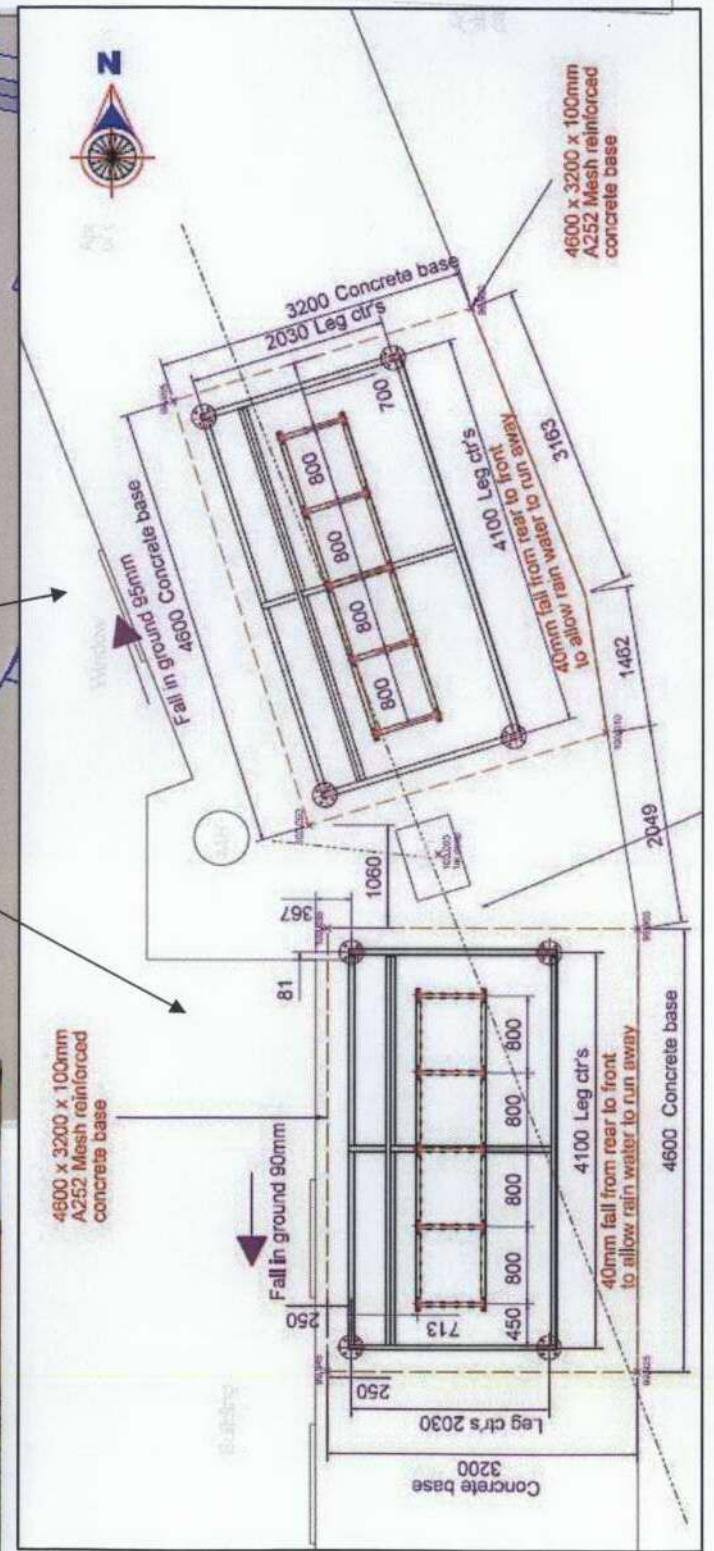 N
4600 x 3200 x 100mm
A252 Mesh reinforced
concrete base
3200 Concrete base
2030 Leg ctr's
700
800
800
800
800
4600 Concrete base
Fall in ground 95mm
Window
4100 Leg ctr's
40mm fall from rear to front
to allow rain water to run away
3163
1462
2049
1060
367
81
4600 x 3200 x 100mm
A252 Mesh reinforced
concrete base
Fall in ground 90mm
250
713
450
800
800
800
800
4100 Leg ctr's
40mm fall from rear to front
to allow rain water to run away
4600 Concrete base
250
Leg ctr's 2030
3200
Concrete base
Building